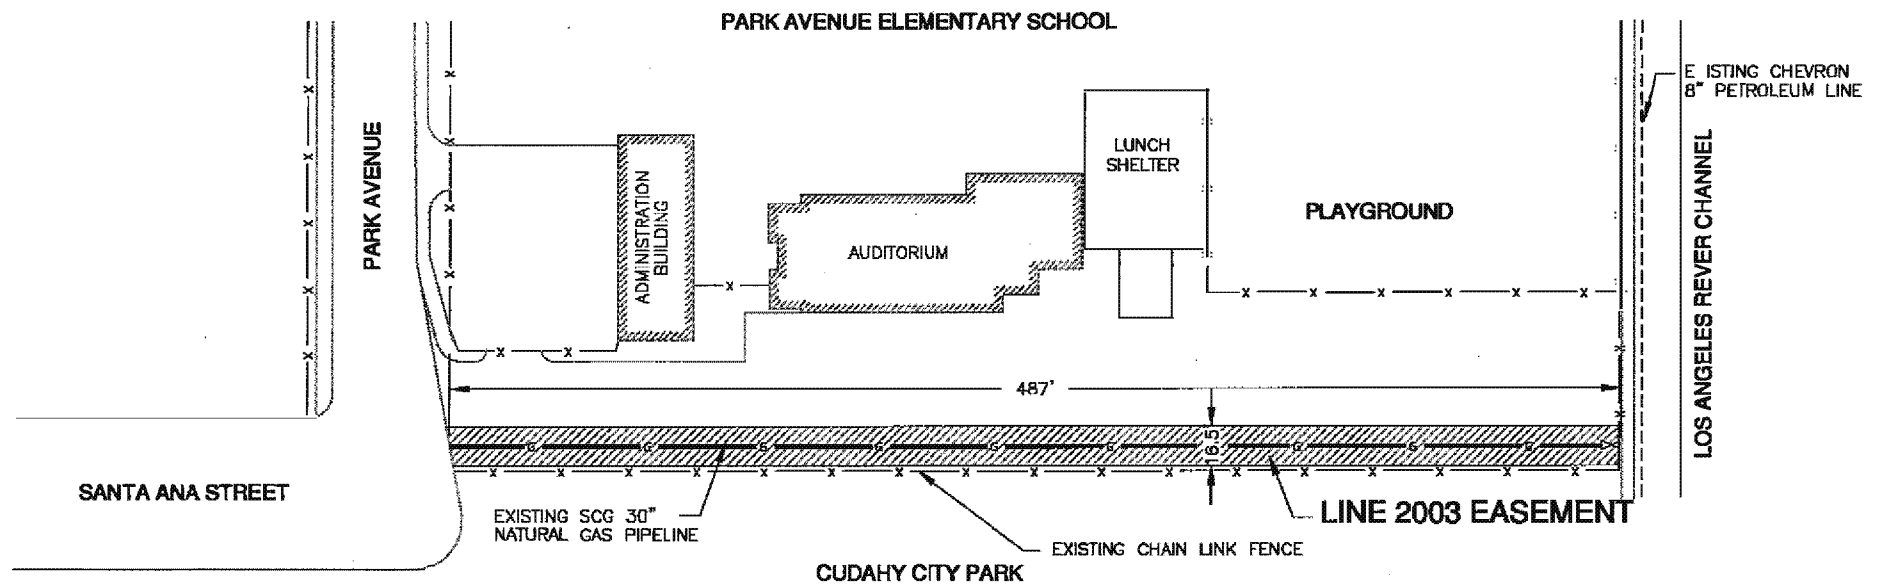 PARK AVENUE ELEMENTARY SCHOOL
E ISTING CHEVRON
8" PETROLEUM LINE
PARK AVENUE
ADMINISTRATION
BUILDING
AUDITORIUM
LUNCH
SHELTER
PLAYGROUND
LOS ANGELES REVER CHANNEL
487'
16.5
G G G G G G G G G
SANTA ANA STREET
EXISTING SCG 30"
NATURAL GAS PIPELINE
LINE 2003 EASEMENT
EXISTING CHAIN LINK FENCE
CUDAHY CITY PARK